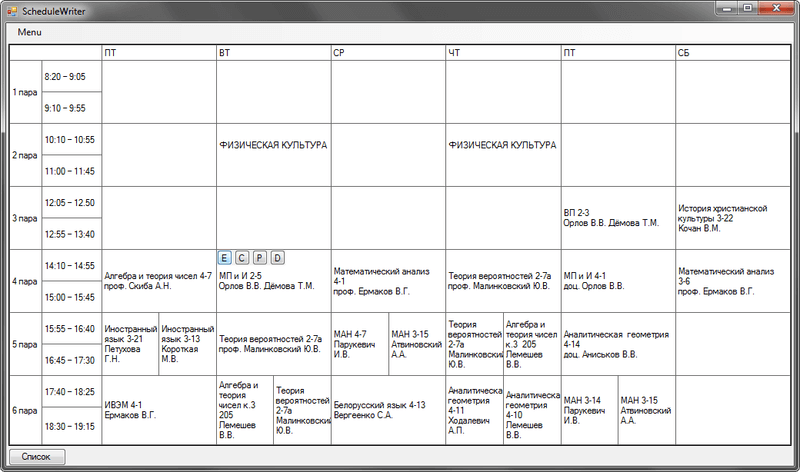 ScheduleWriter
Menu
ПТ
ВТ
СР
ЧТ
ПТ
СБ
1 пара
8:20 – 9:05
9:10 – 9:55
2 пара
10:10 – 10:55
11:00 – 11:45
ФИЗИЧЕСКАЯ КУЛЬТУРА
ФИЗИЧЕСКАЯ КУЛЬТУРА
3 пара
12:05 – 12.50
12:55 – 13:40
ВП 2-3
Орлов В.В. Дёмова Т.М.
История христианской
культуры 3-22
Кочан В.М.
4 пара
14:10 – 14:55
15:00 – 15:45
Алгебра и теория чисел 4-7
проф. Скиба А.Н.
E C P D
МП и И 2-5
Орлов В.В. Дёмова Т.М.
Математический анализ
4-1
проф. Ермаков В.Г.
Теория вероятностей 2-7а
проф. Малинковский Ю.В.
МП и И 4-1
доц. Орлов В.В.
Математический анализ
3-6
проф. Ермаков В.Г.
5 пара
15:55 – 16:40
16:45 – 17:30
Иностранный
язык 3-21
Петухова
Г.Н.
Иностранный
язык 3-13
Короткая
М.В.
Теория вероятностей 2-7а
проф. Малинковский Ю.В.
МАН 4-7
Парукевич
И.В.
МАН 3-15
Атвиновский
А.А.
Теория
вероятностей
2-7а
Малинковский
Ю.В.
Алгебра и
теория чисел
к.3 205
Лемешев
В.В.
Аналитическая геометрия
4-14
доц. Аниськов В.В.
6 пара
17:40 – 18:25
18:30 – 19:15
ИВЭМ 4-1
Ермаков В.Г.
Алгебра и
теория
чисел к.3
205
Лемешев
В.В.
Теория
вероятностей
2-7а
Малинковский
Ю.В.
Белорусский язык 4-13
Вергеенко С.А.
Аналитическая
геометрия
4-11
Ходалевич
А.П.
Аналитическая
геометрия
4-10
Лемешев
В.В.
МАН 3-14
Парукевич
И.В.
МАН 3-15
Атвиновский
А.А.
Список